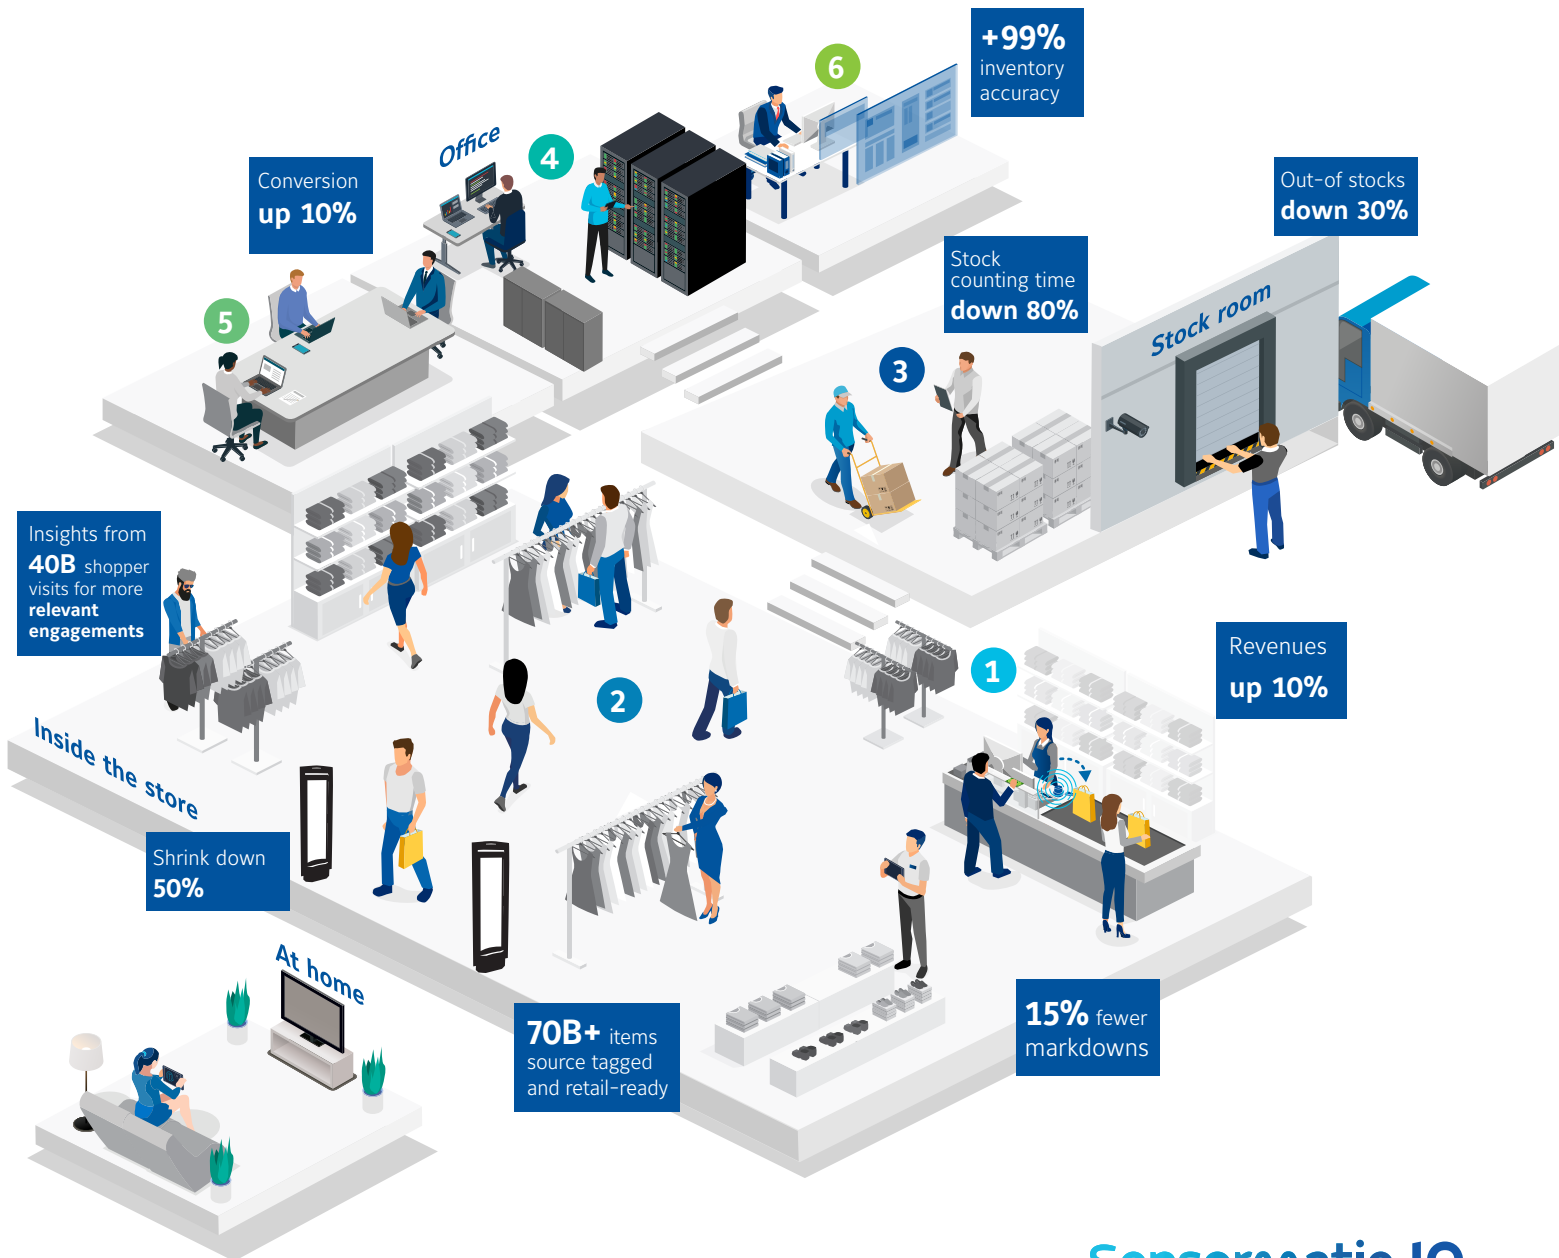 +99%
inventory
accuracy
6
Office
4
Conversion
up 10%
Out-of stocks
down 30%
Stock
counting time
down 80%
Stock room
5
3
Insights from
40B shopper
visits for more
relevant
engagements
1
Revenues
up 10%
2
Inside the store
Shrink down
50%
At home
70B+ items
source tagged
and retail-ready
15% fewer
markdowns